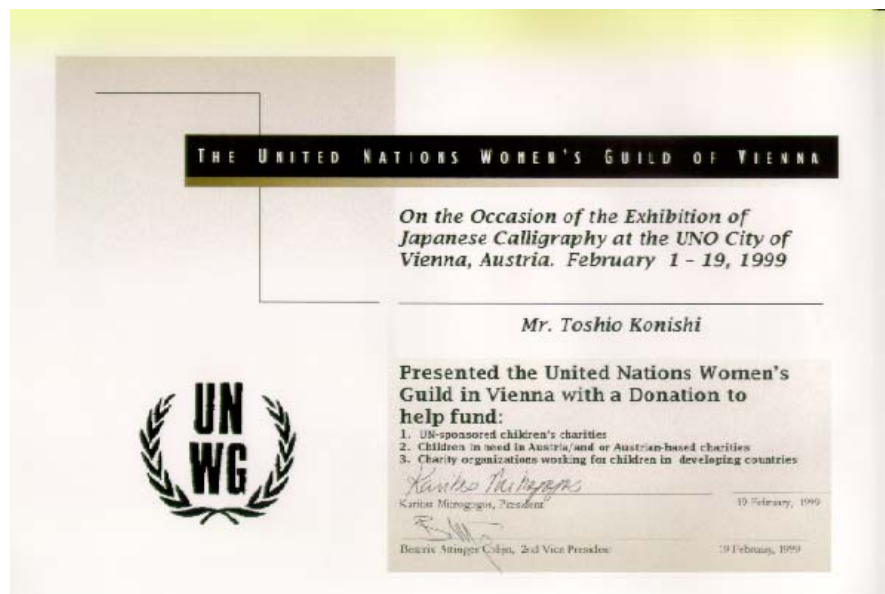 THE UNITED NATIONS WOMEN'S GUILD OF VIENNA
On the Occasion of the Exhibition of
Japanese Calligraphy at the UNO City of
Vienna, Austria. February 1 - 19, 1999
Mr. Toshio Konishi
UN
WG
Presented the United Nations Women's
Guild in Vienna with a Donation to
help fund:
1. UN-sponsored children's charities
2. Children in need in Austria/and or Austrian-based charities
3. Charity organizations working for children in developing countries
President
19 February, 1999
2nd Vice President
19 February, 1999